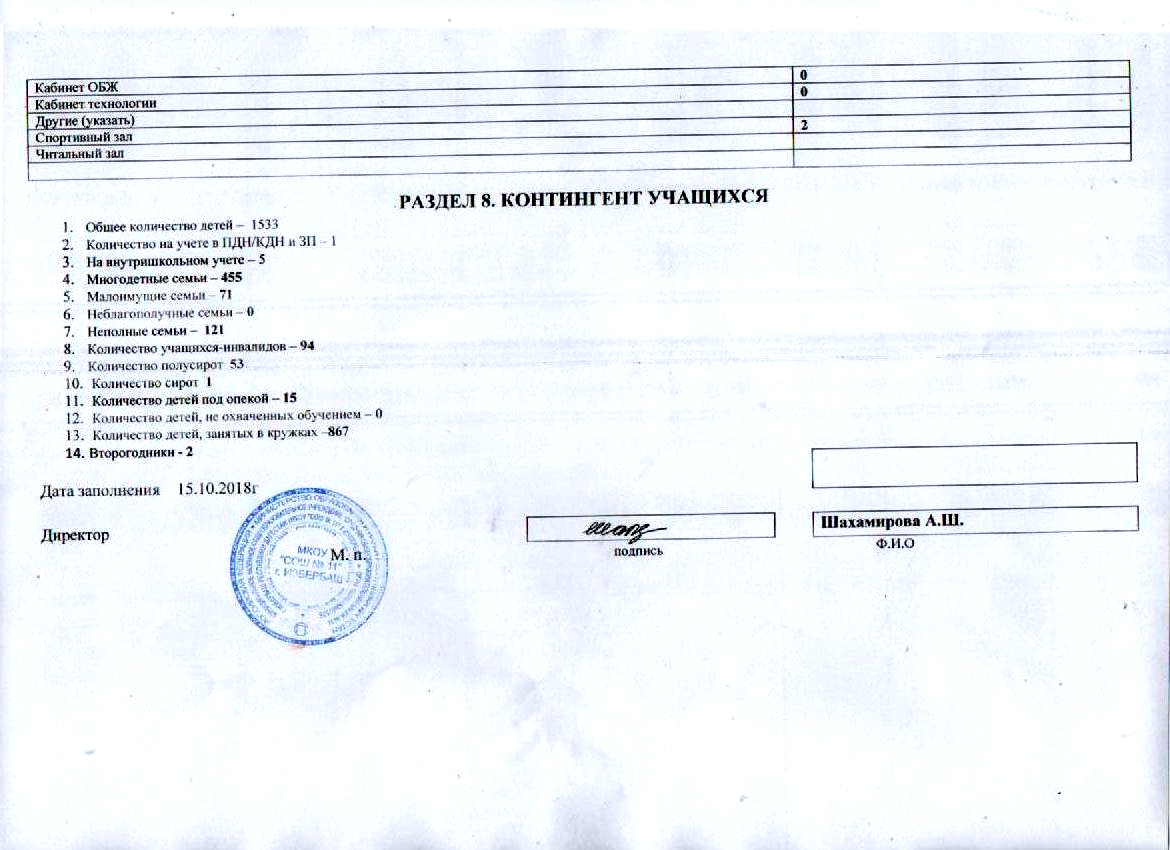 Кабинет ОБЖ 0
Кабинет технологии 0
Другие (указать)
Спортивный зал 2
Читальный зал
РАЗДЕЛ 8. КОНТИНГЕНТ УЧАЩИХСЯ
1. Общее количество детей – 1533
2. Количество на учете в ПДН/КДН и ЗП – 1
3. На внутришкольном учете – 5
4. Многодетные семьи – 455
5. Малоимущие семьи – 71
6. Неблагополучные семьи – 0
7. Неполные семьи – 121
8. Количество учащихся-инвалидов – 94
9. Количество полусирот 53
10. Количество сирот 1
11. Количество детей под опекой – 15
12. Количество детей, не охваченных обучением – 0
13. Количество детей, занятых в кружках –867
14. Второгодники - 2
Дата заполнения 15.10.2018г
Директор
М. п.
МКОУ
"СОШ № 11"
г. ИЗБЕРБАШ
подпись
Шахамирова А.Ш.
Ф.И.О